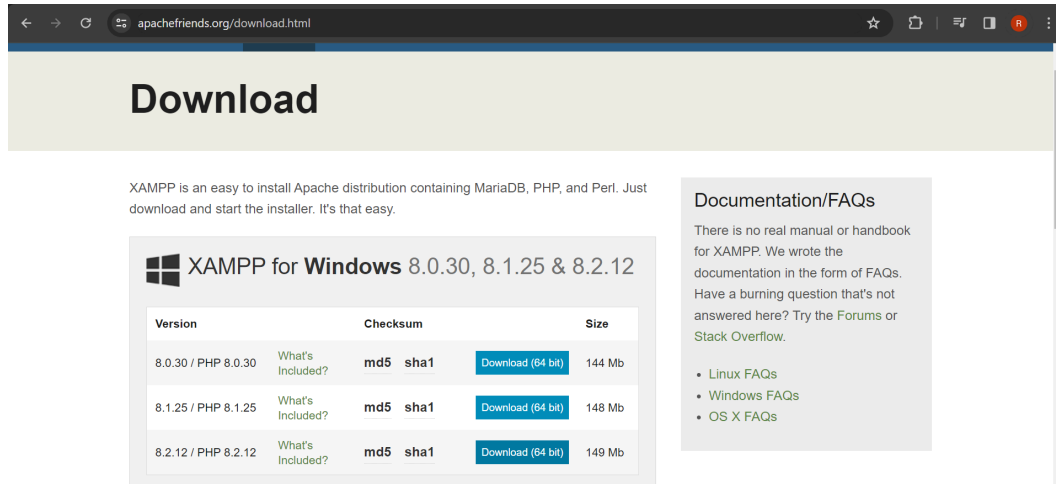 apachefriends.org/download.html
R
Download
XAMPP is an easy to install Apache distribution containing MariaDB, PHP, and Perl. Just
download and start the installer. It's that easy.
XAMPP for Windows 8.0.30, 8.1.25 & 8.2.12
Version Checksum Size
8.0.30 / PHP 8.0.30 What's Included? md5 sha1 Download (64 bit) 144 Mb
8.1.25 / PHP 8.1.25 What's Included? md5 sha1 Download (64 bit) 148 Mb
8.2.12 / PHP 8.2.12 What's Included? md5 sha1 Download (64 bit) 149 Mb
Documentation/FAQs
There is no real manual or handbook
for XAMPP. We wrote the
documentation in the form of FAQs.
Have a burning question that's not
answered here? Try the Forums or
Stack Overflow.
• Linux FAQs
• Windows FAQs
• OS X FAQs